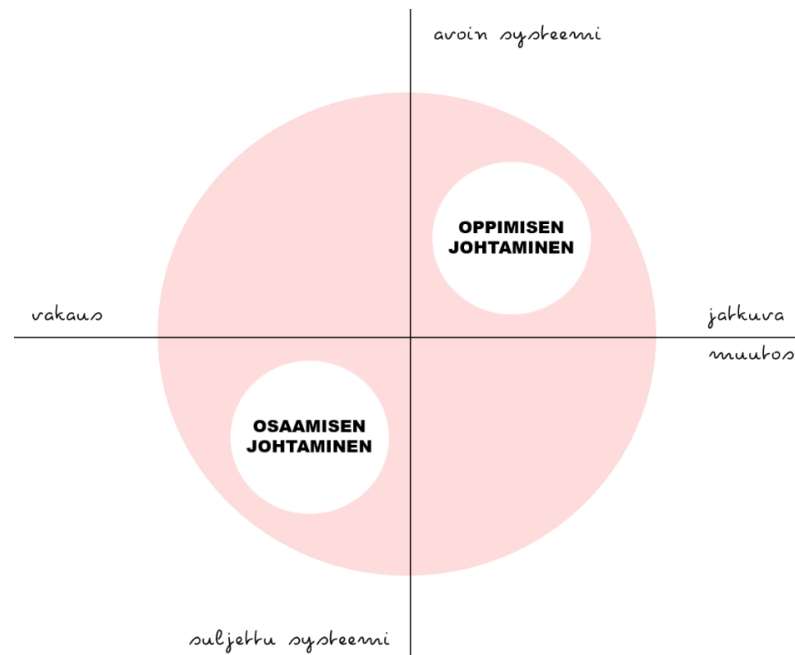 avoin systeemi
OPPIMISEN
JOHTAMINEN
vakaus
jatkuva
muutos
OSAAMISEN
JOHTAMINEN
suljettu systeemi